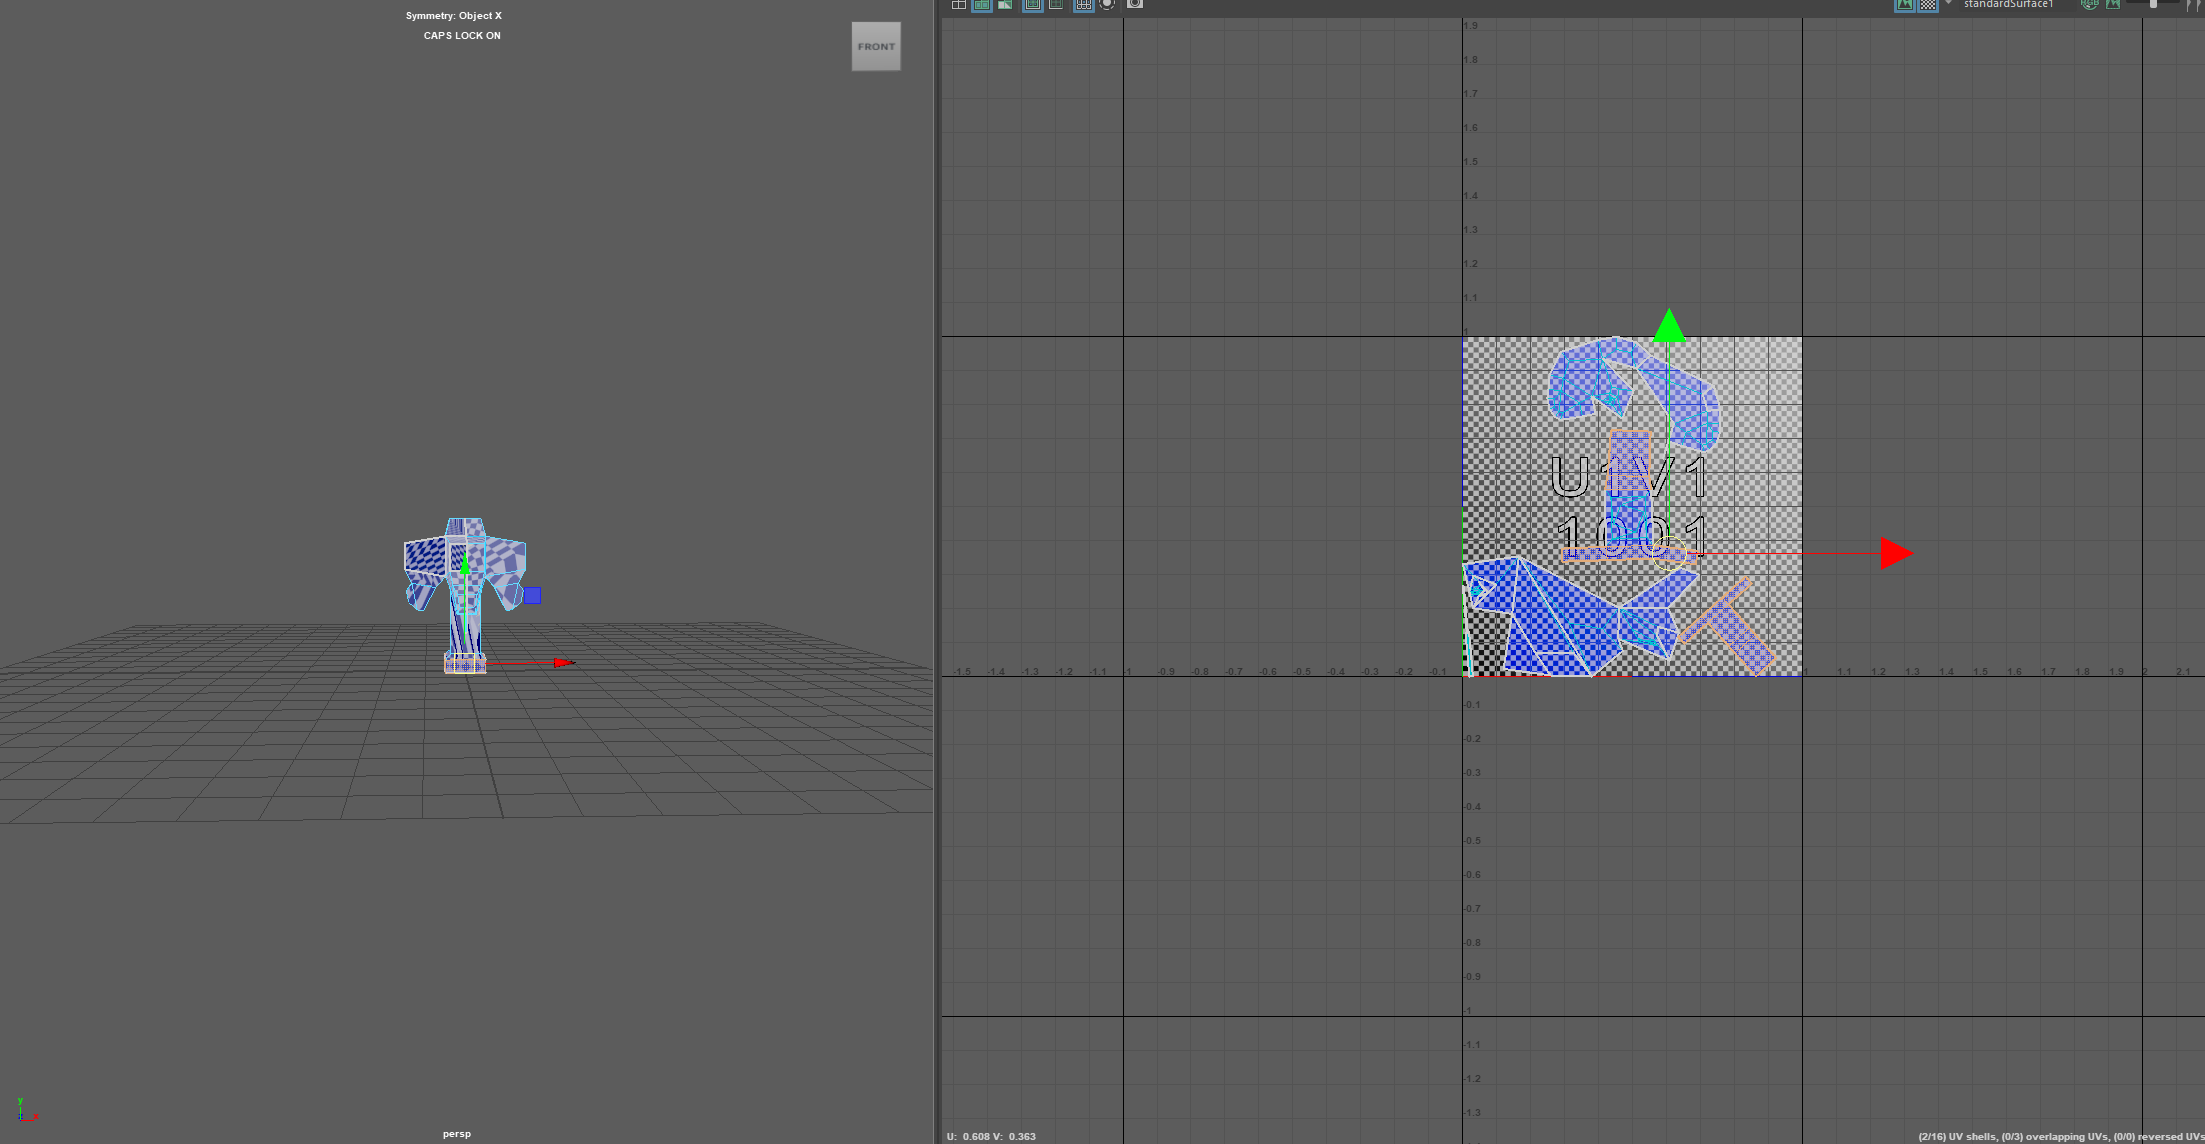 Symmetry: Object X
CAPS LOCK ON
FRONT
persp
y
x
standardSurface1
RGB
1.9
1.8
1.7
1.6
1.5
1.4
1.3
1.2
1.1
1
U1V1
1001
-1.5 -1.4 -1.3 -1.2 -1.1 -1 -0.9 -0.8 -0.7 -0.6 -0.5 -0.4 -0.3 -0.2 -0.1 1 1.1 1.2 1.3 1.4 1.5 1.6 1.7 1.8 1.9 2 2.1
-0.1
-0.2
-0.3
-0.4
-0.5
-0.6
-0.7
-0.8
-0.9
-1
-1.1
-1.2
-1.3
U: 0.608 V: 0.363
(2/16) UV shells, (0/3) overlapping UVs, (0/0) reversed UVs